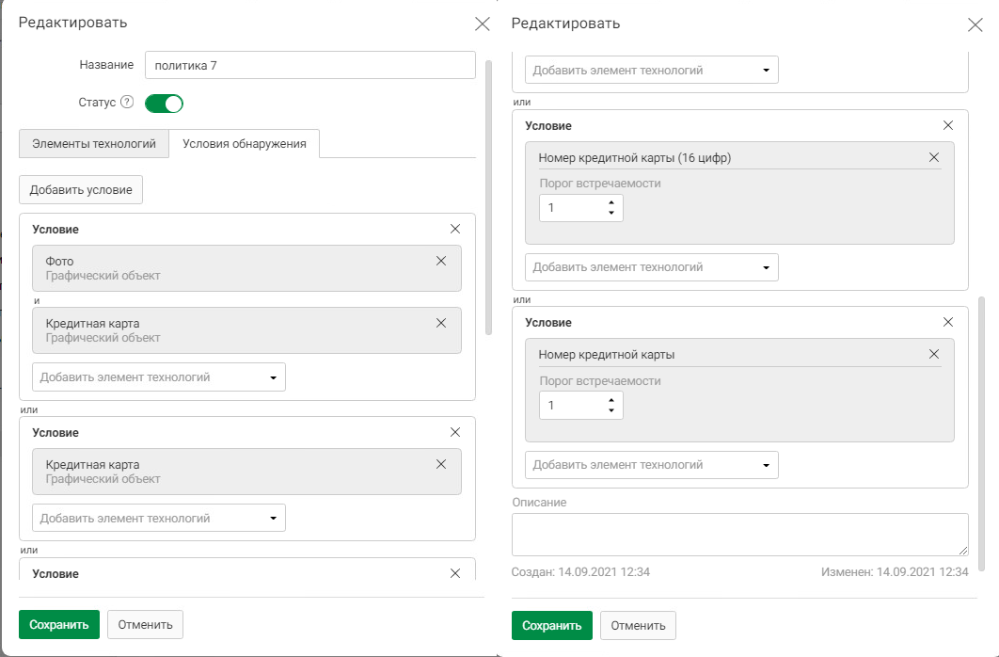 Редактировать
Название
политика 7
Статус ?
Элементы технологий
Условия обнаружения
Добавить условие
Условие
Фото
Графический объект
и
Кредитная карта
Графический объект
Добавить элемент технологий
или
Условие
Кредитная карта
Графический объект
Добавить элемент технологий
или
Условие
Сохранить
Отменить
Редактировать
Добавить элемент технологий
или
Условие
Номер кредитной карты (16 цифр)
Порог встречаемости
1
Добавить элемент технологий
или
Условие
Номер кредитной карты
Порог встречаемости
1
Добавить элемент технологий
Описание
Создан: 14.09.2021 12:34
Изменен: 14.09.2021 12:34
Сохранить
Отменить